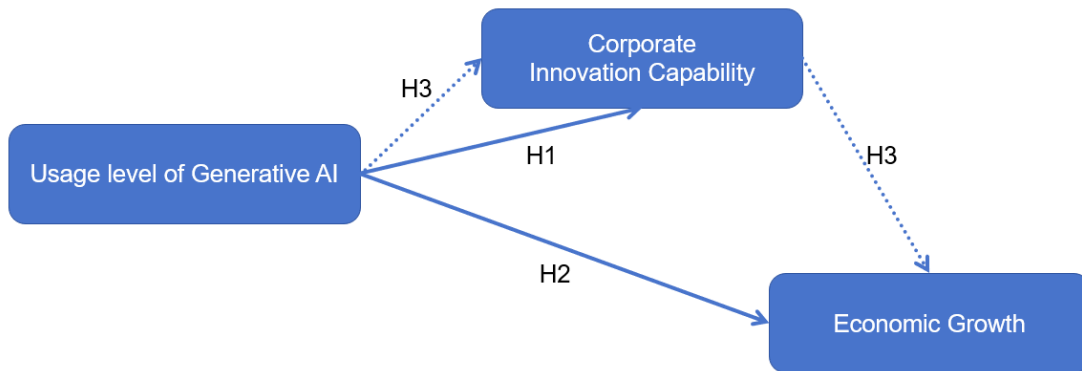 Corporate
Innovation Capability
H3
Usage level of Generative AI
H1
H3
H2
Economic Growth